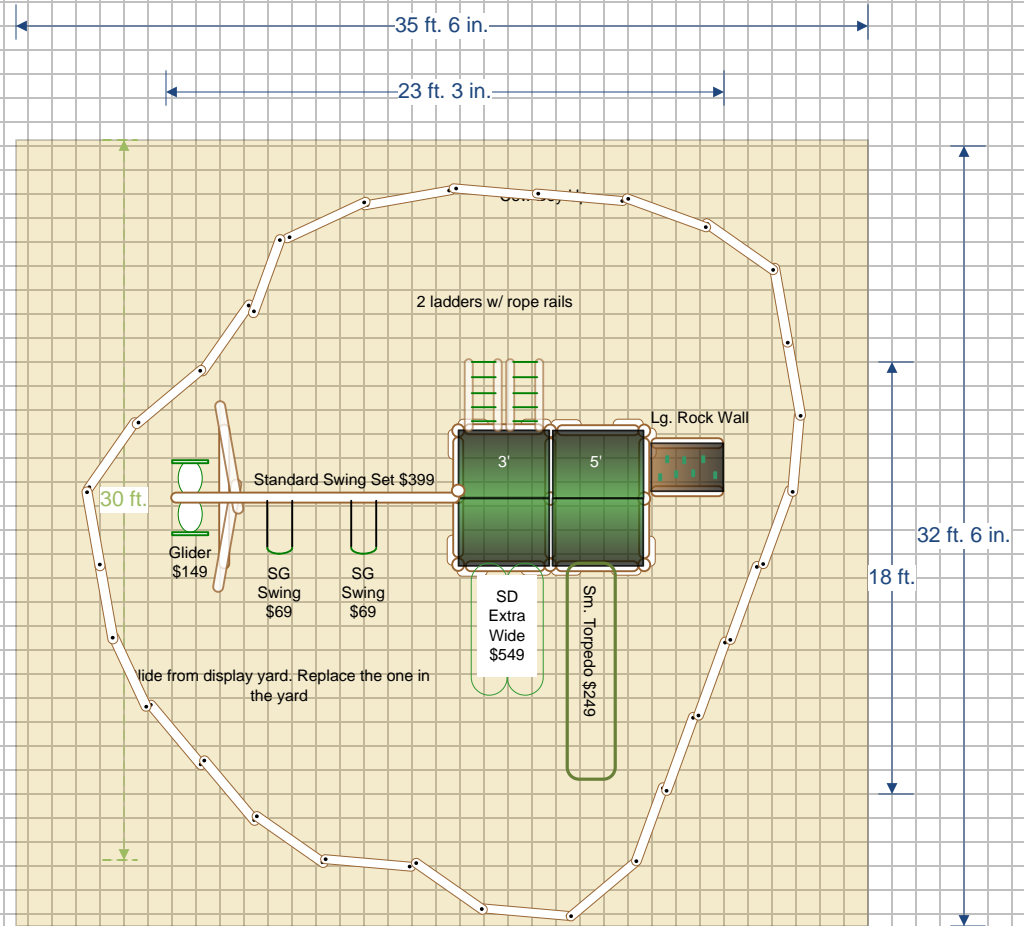 35 ft. 6 in.
23 ft. 3 in.
2 ladders w/ rope rails
Lg. Rock Wall
3'
5'
Standard Swing Set $399
30 ft.
32 ft. 6 in.
18 ft.
Glider
$149
SG
Swing
$69
SG
Swing
$69
SD
Extra
Wide
$549
Sm. Torpedo $249
lide from display yard. Replace the one in
the yard